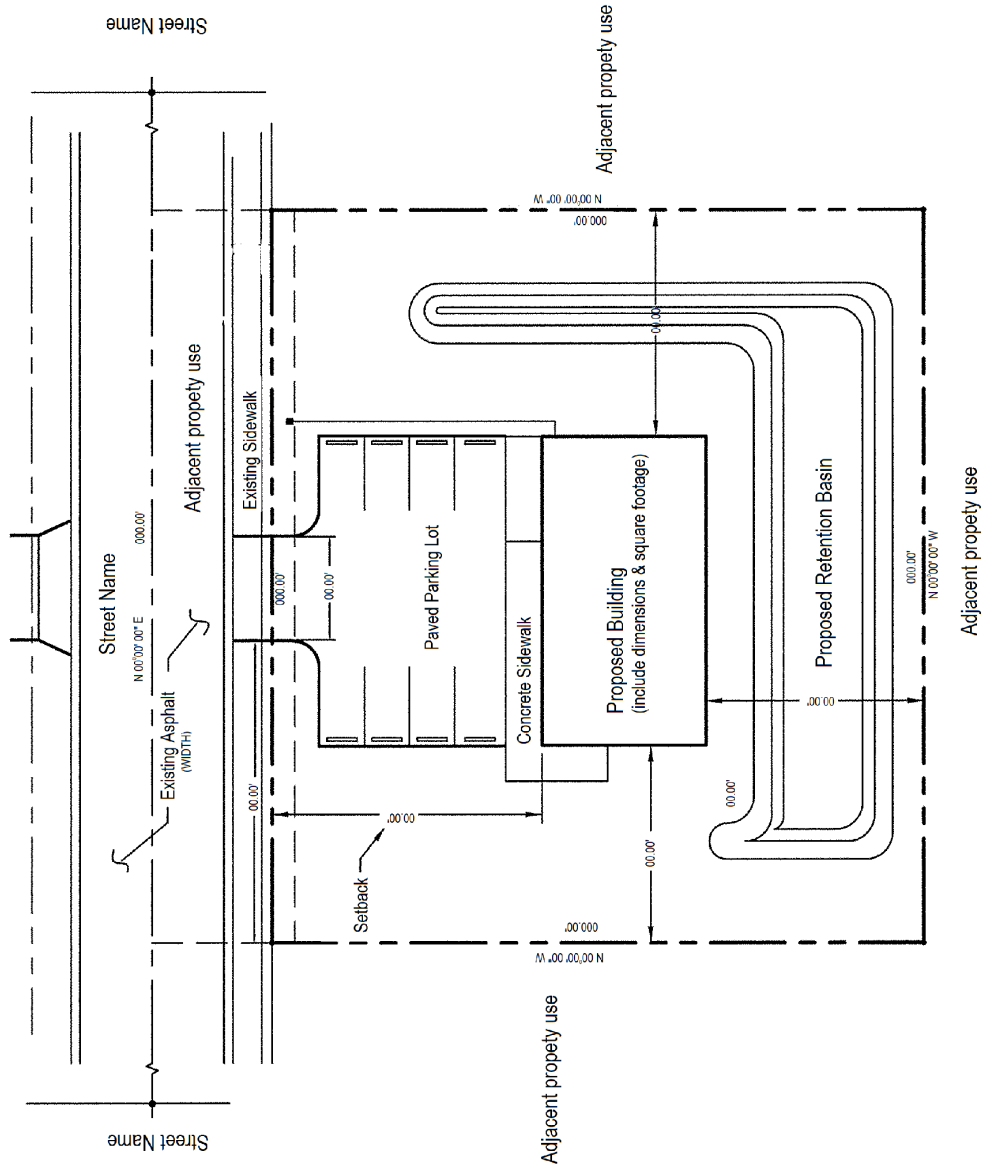 Street Name
Street Name
Street Name
N 00°00' 00" E
000.00'
Existing Asphalt
(WIDTH)
Adjacent propety use
Existing Sidewalk
00.00'
000.00'
00.00'
Setback
00.00'
Paved Parking Lot
Concrete Sidewalk
Proposed Building
(include dimensions & square footage)
00.00'
00.00'
00.00'
00.00'
Proposed Retention Basin
N 00°00' 00" W
000.00'
N 00°00' 00" W
000.00'
000.00'
N 00°00' 00" W
Adjacent propety use
Adjacent propety use
Adjacent propety use